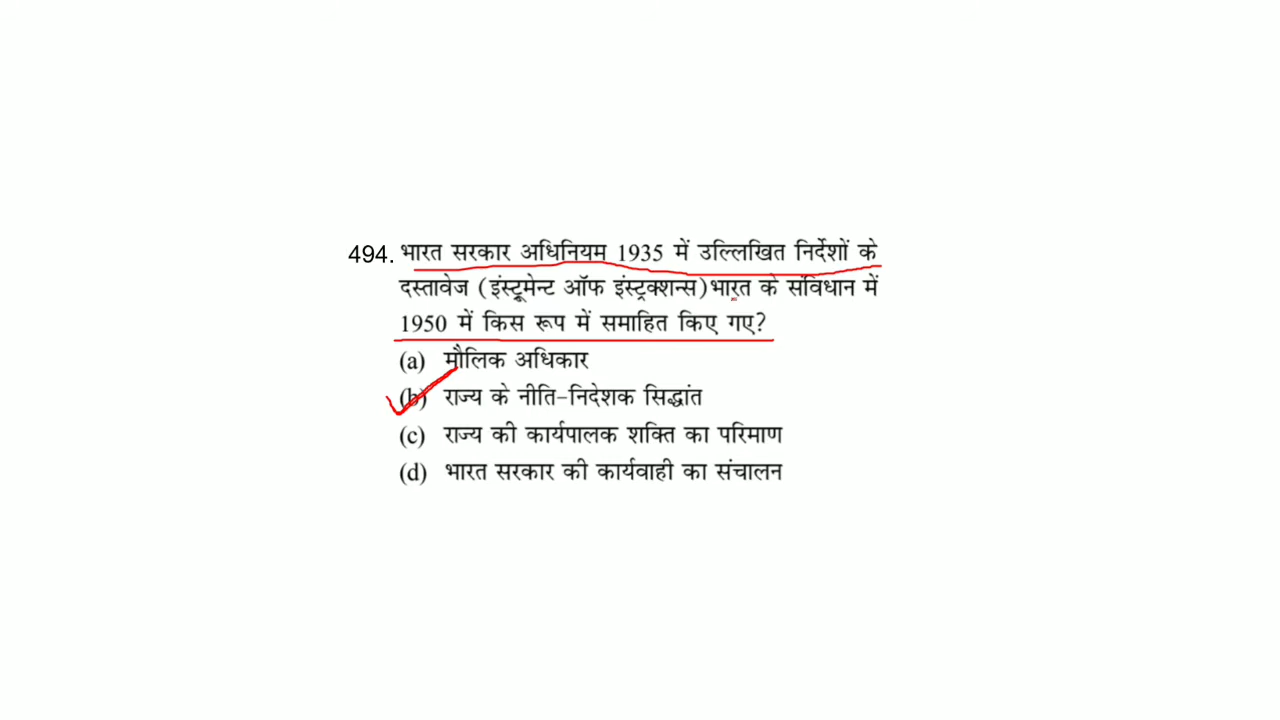 494. भारत सरकार अधिनियम 1935 में उल्लिखित निर्देशों के
दस्तावेज (इंस्ट्रूमेन्ट ऑफ इंस्ट्रक्शन्स)भारत के संविधान में
1950 में किस रूप में समाहित किए गए?
(a) मौलिक अधिकार
(b) राज्य के नीति-निदेशक सिद्धांत
(c) राज्य की कार्यपालक शक्ति का परिमाण
(d) भारत सरकार की कार्यवाही का संचालन